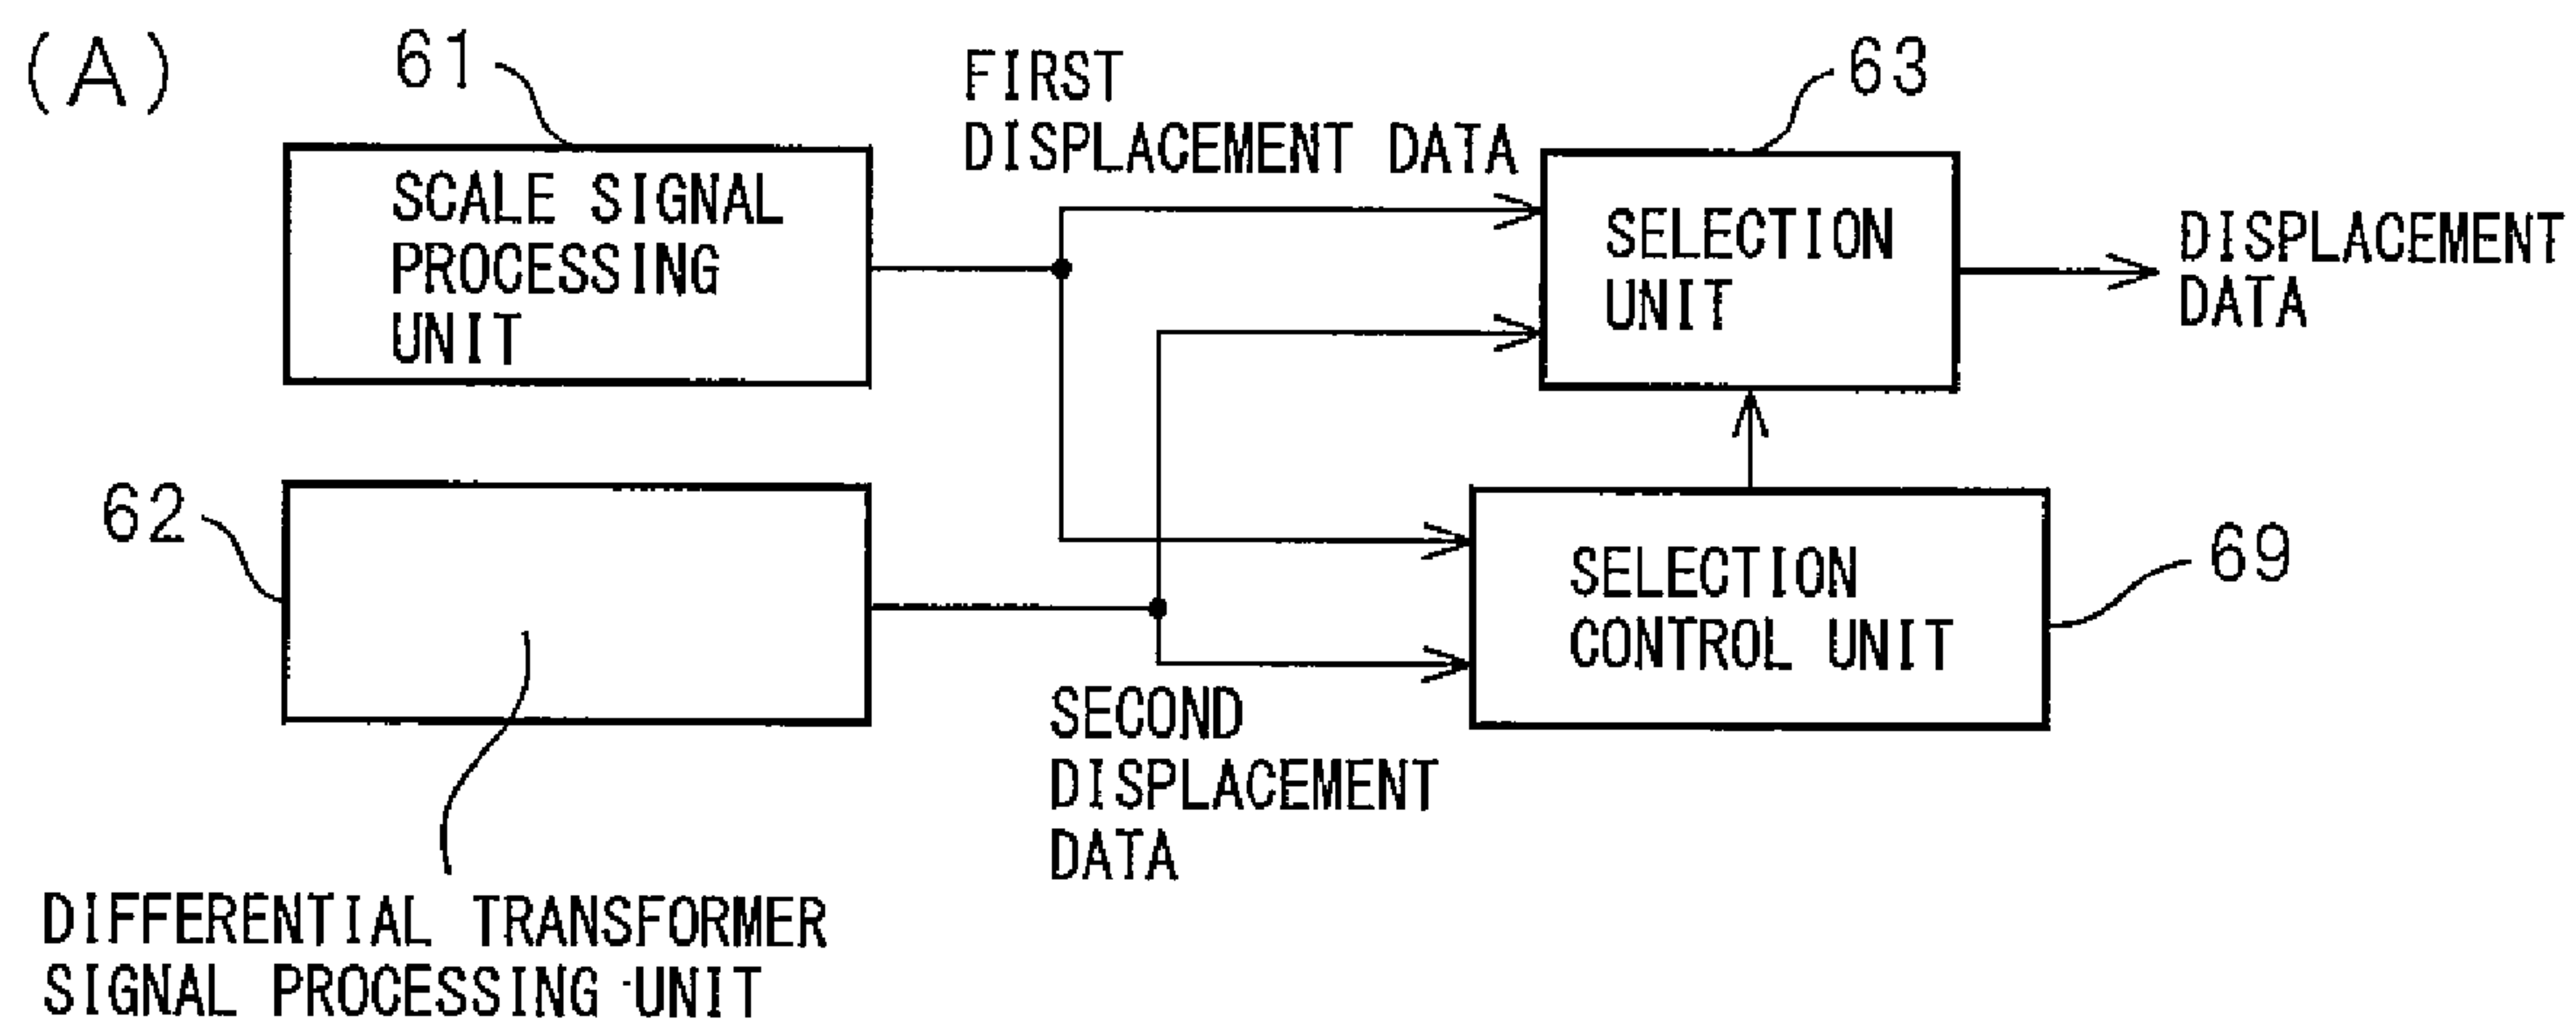 (A)
61
SCALE SIGNAL
PROCESSING
UNIT
FIRST
DISPLACEMENT DATA
63
SELECTION
UNIT
DISPLACEMENT
DATA
62
DIFFERENTIAL TRANSFORMER
SIGNAL PROCESSING UNIT
SECOND
DISPLACEMENT
DATA
SELECTION
CONTROL UNIT
69